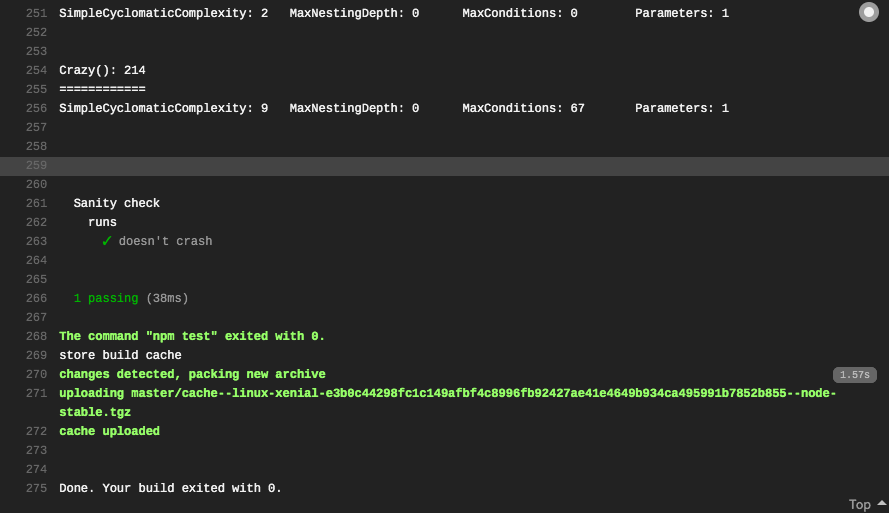 251 SimpleCyclomaticComplexity: 2   MaxNestingDepth: 0      MaxConditions: 0        Parameters: 1
252
253
254 Crazy(): 214
255 ============
256 SimpleCyclomaticComplexity: 9   MaxNestingDepth: 0      MaxConditions: 67       Parameters: 1
257
258
259
260
261   Sanity check
262     runs
263       ✓ doesn't crash
264
265
266   1 passing (38ms)
267
268 The command "npm test" exited with 0.
269 store build cache
270 changes detected, packing new archive 1.57s
271 uploading master/cache--linux-xenial-e3b0c44298fc1c149afbf4c8996fb92427ae41e4649b934ca495991b7852b855--node-
stable.tgz
272 cache uploaded
273
274
275 Done. Your build exited with 0.
Top